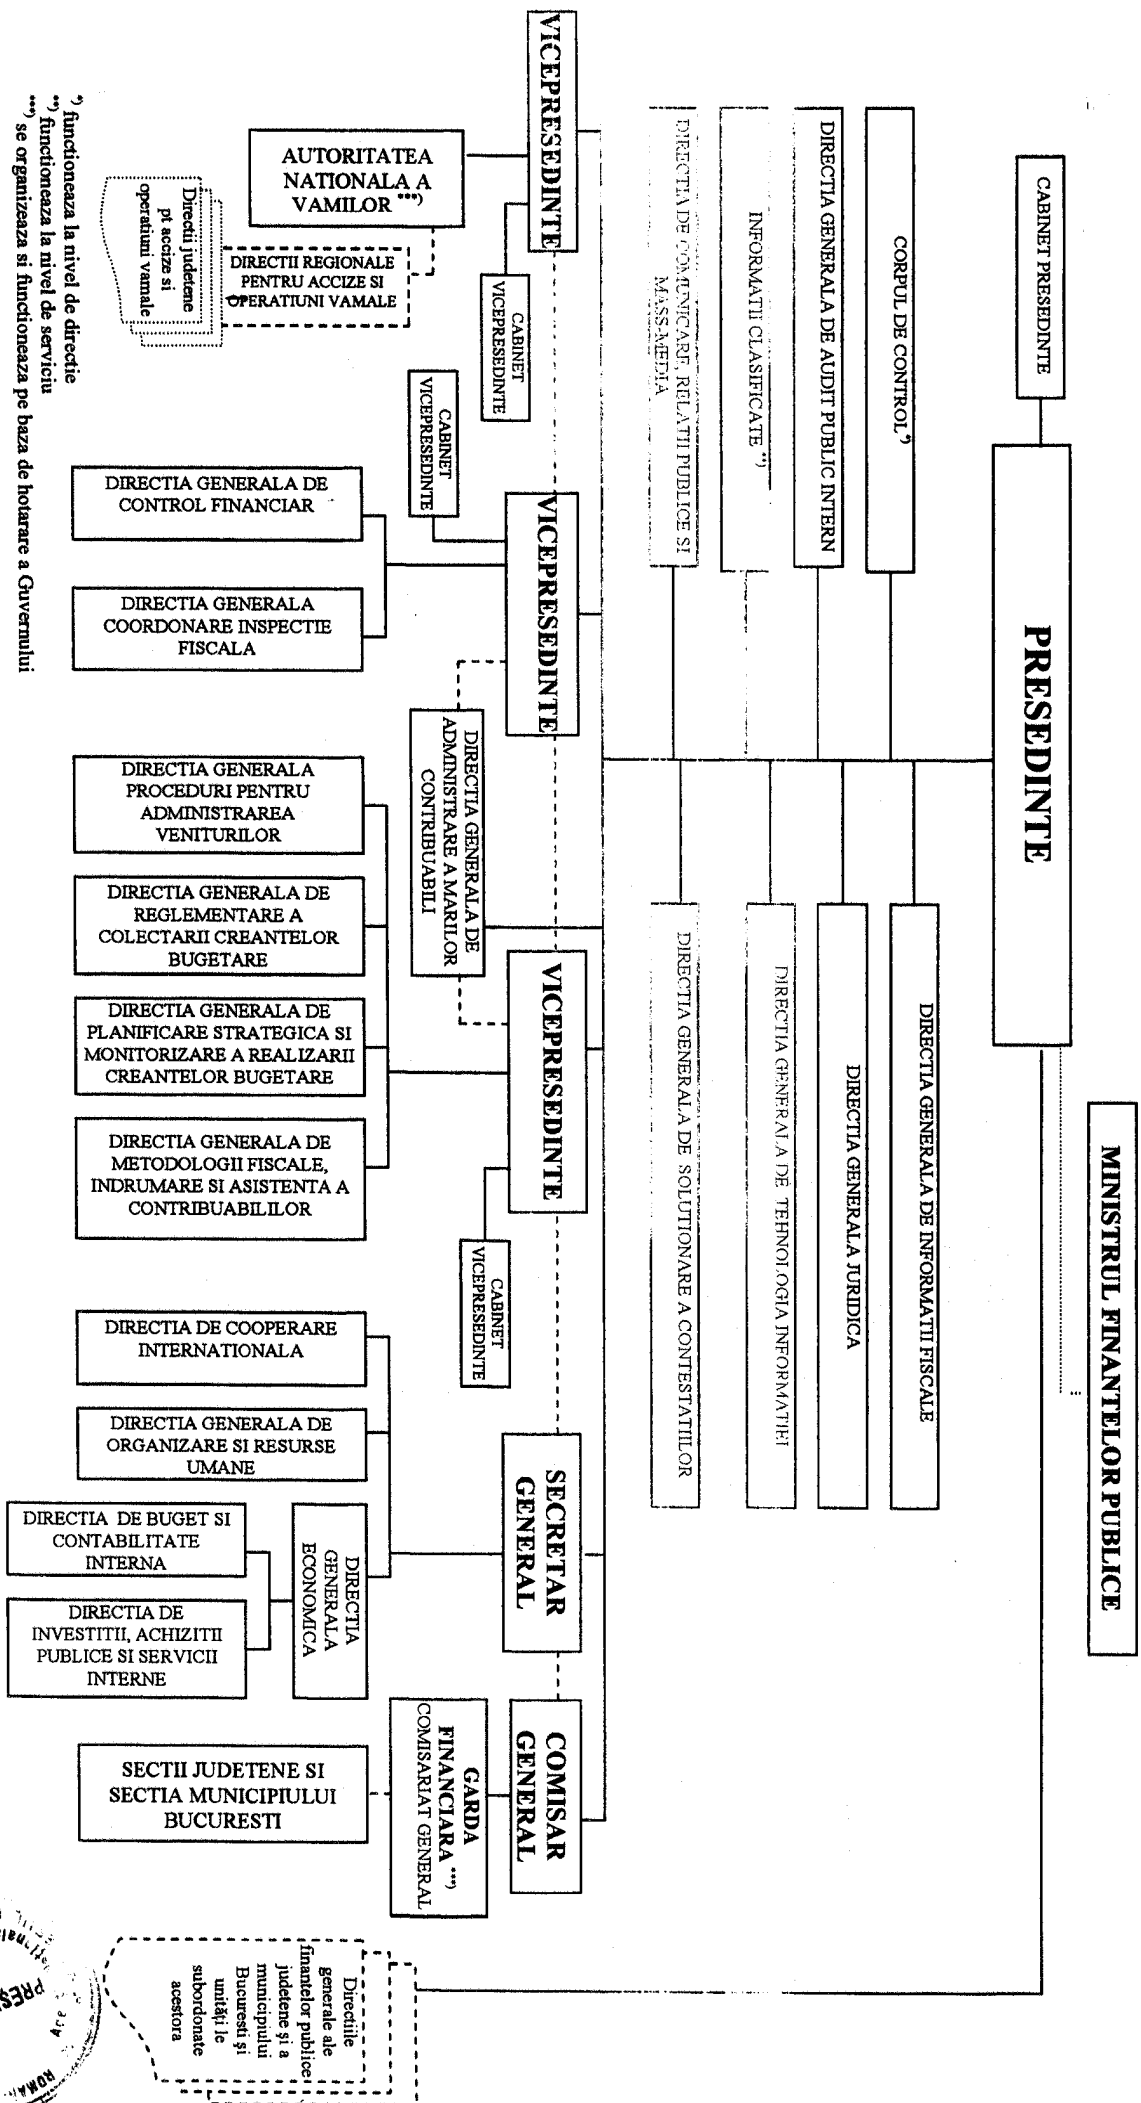 MINISTRUL FINANTELOR PUBLICE
CABINET PRESEDINTE
PRESEDINTE
CORPUL DE CONTROL*)
DIRECTIA GENERALA DE INFORMATII FISCALE
DIRECTIA GENERALA DE AUDIT PUBLIC INTERN
DIRECTIA GENERALA JURIDICA
INFORMATII CLASIFICATE **)
DIRECTIA GENERALA DE TEHNOLOGIA INFORMATIEI
DIRECTIA DE COMUNICARE, RELATII PUBLICE SI
MASS-MEDIA
DIRECTIA GENERALA DE SOLUTIONARE A CONTESTATIILOR
VICEPRESEDINTE
VICEPRESEDINTE
VICEPRESEDINTE
SECRETAR
GENERAL
COMISAR
GENERAL
CABINET
VICEPRESEDINTE
CABINET
VICEPRESEDINTE
CABINET
VICEPRESEDINTE
AUTORITATEA
NATIONALA A
VAMILOR ***)
DIRECTII REGIONALE
PENTRU ACCIZE SI
OPERATIUNI VAMALE
Directii judetene
pt accize si
operatiuni vamale
DIRECTIA GENERALA DE
CONTROL FINANCIAR
DIRECTIA GENERALA
COORDONARE INSPECTIE
FISCALA
DIRECTIA GENERALA DE
ADMINISTRARE A MARILOR
CONTRIBUABILI
DIRECTIA GENERALA
PROCEDURI PENTRU
ADMINISTRAREA
VENITURILOR
DIRECTIA GENERALA DE
REGLEMENTARE A
COLECTARII CREANTELOR
BUGETARE
DIRECTIA GENERALA DE
PLANIFICARE STRATEGICA SI
MONITORIZARE A REALIZARII
CREANTELOR BUGETARE
DIRECTIA GENERALA DE
METODOLOGII FISCALE,
INDRUMARE SI ASISTENTA A
CONTRIBUABILILOR
DIRECTIA DE COOPERARE
INTERNATIONALA
DIRECTIA GENERALA DE
ORGANIZARE SI RESURSE
UMANE
DIRECTIA
GENERALA
ECONOMICA
DIRECTIA DE BUGET SI
CONTABILITATE
INTERNA
DIRECTIA DE
INVESTITII, ACHIZITII
PUBLICE SI SERVICII
INTERNE
GARDA
FINANCIARA ***)
COMISARIAT GENERAL
SECTII JUDETENE SI
SECTIA MUNICIPIULUI
BUCURESTI
Directiile
generale ale
finantelor publice
judetene și a
municipiului
Bucuresti și
unități le
subordonate
acestora
*) functioneaza la nivel de directie
**) functioneaza la nivel de serviciu
***) se organizeaza si functioneaza pe baza de hotarare a Guvernului